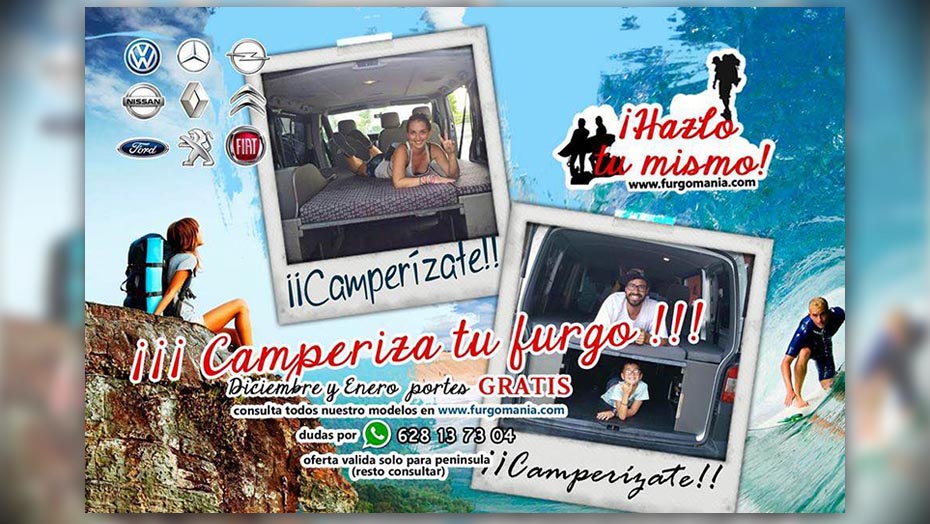 NISSAN
Ford
FIAT
¡Hazlo
tu mismo!
www.furgomania.com
¡¡Camperízate!!
¡¡¡ Camperiza tu furgo !!!
Diciembre y Enero portes GRATIS
consulta todos nuestro modelos en www.furgomania.com
dudas por 628 13 73 04
oferta valida solo para peninsula
(resto consultar)
¡¡Camperízate!!